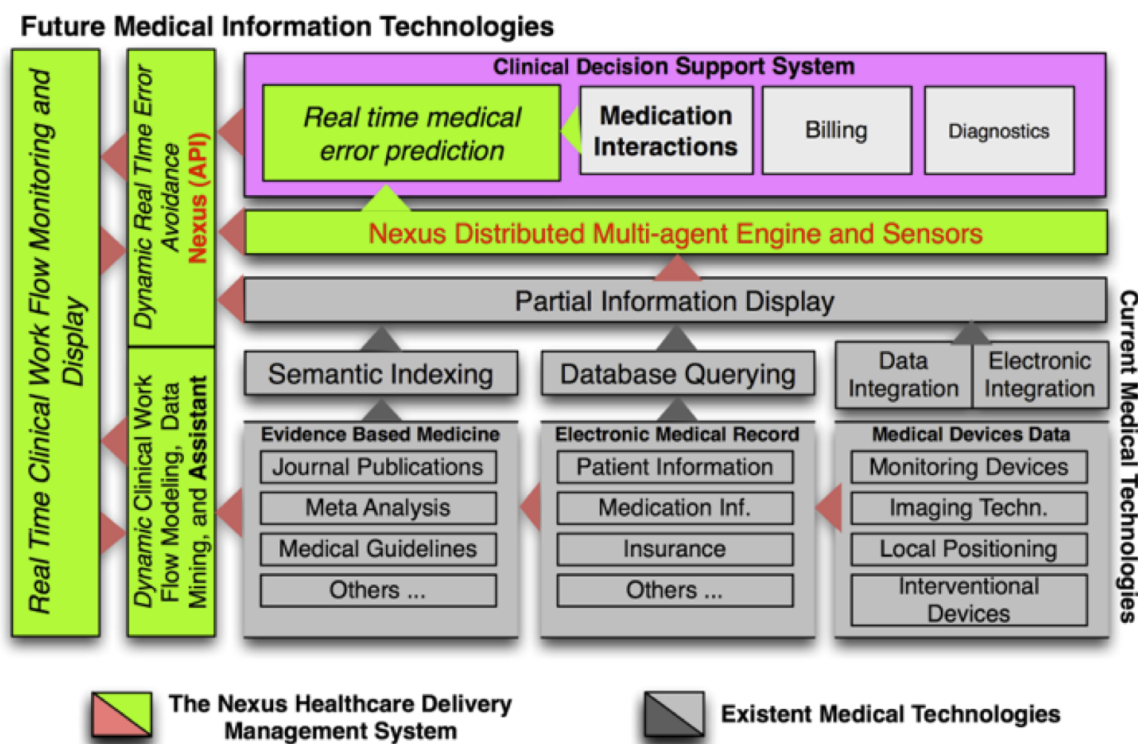 Future Medical Information Technologies
Real Time Clinical Work Flow Monitoring and
Display
Dynamic Real TIme Error
Avoidance
Nexus (API)
Dynamic Clinical Work
Flow Modeling, Data
Mining, and Assistant
Clinical Decision Support System
Real time medical
error prediction
Medication
Interactions
Billing
Diagnostics
Nexus Distributed Multi-agent Engine and Sensors
Partial Information Display
Semantic Indexing
Database Querying
Data
Integration
Electronic
Integration
Evidence Based Medicine
Journal Publications
Meta Analysis
Medical Guidelines
Others ...
Electronic Medical Record
Patient Information
Medication Inf.
Insurance
Others ...
Medical Devices Data
Monitoring Devices
Imaging Techn.
Local Positioning
Interventional
Devices
Current Medical Technologies
The Nexus Healthcare Delivery
Management System
Existent Medical Technologies